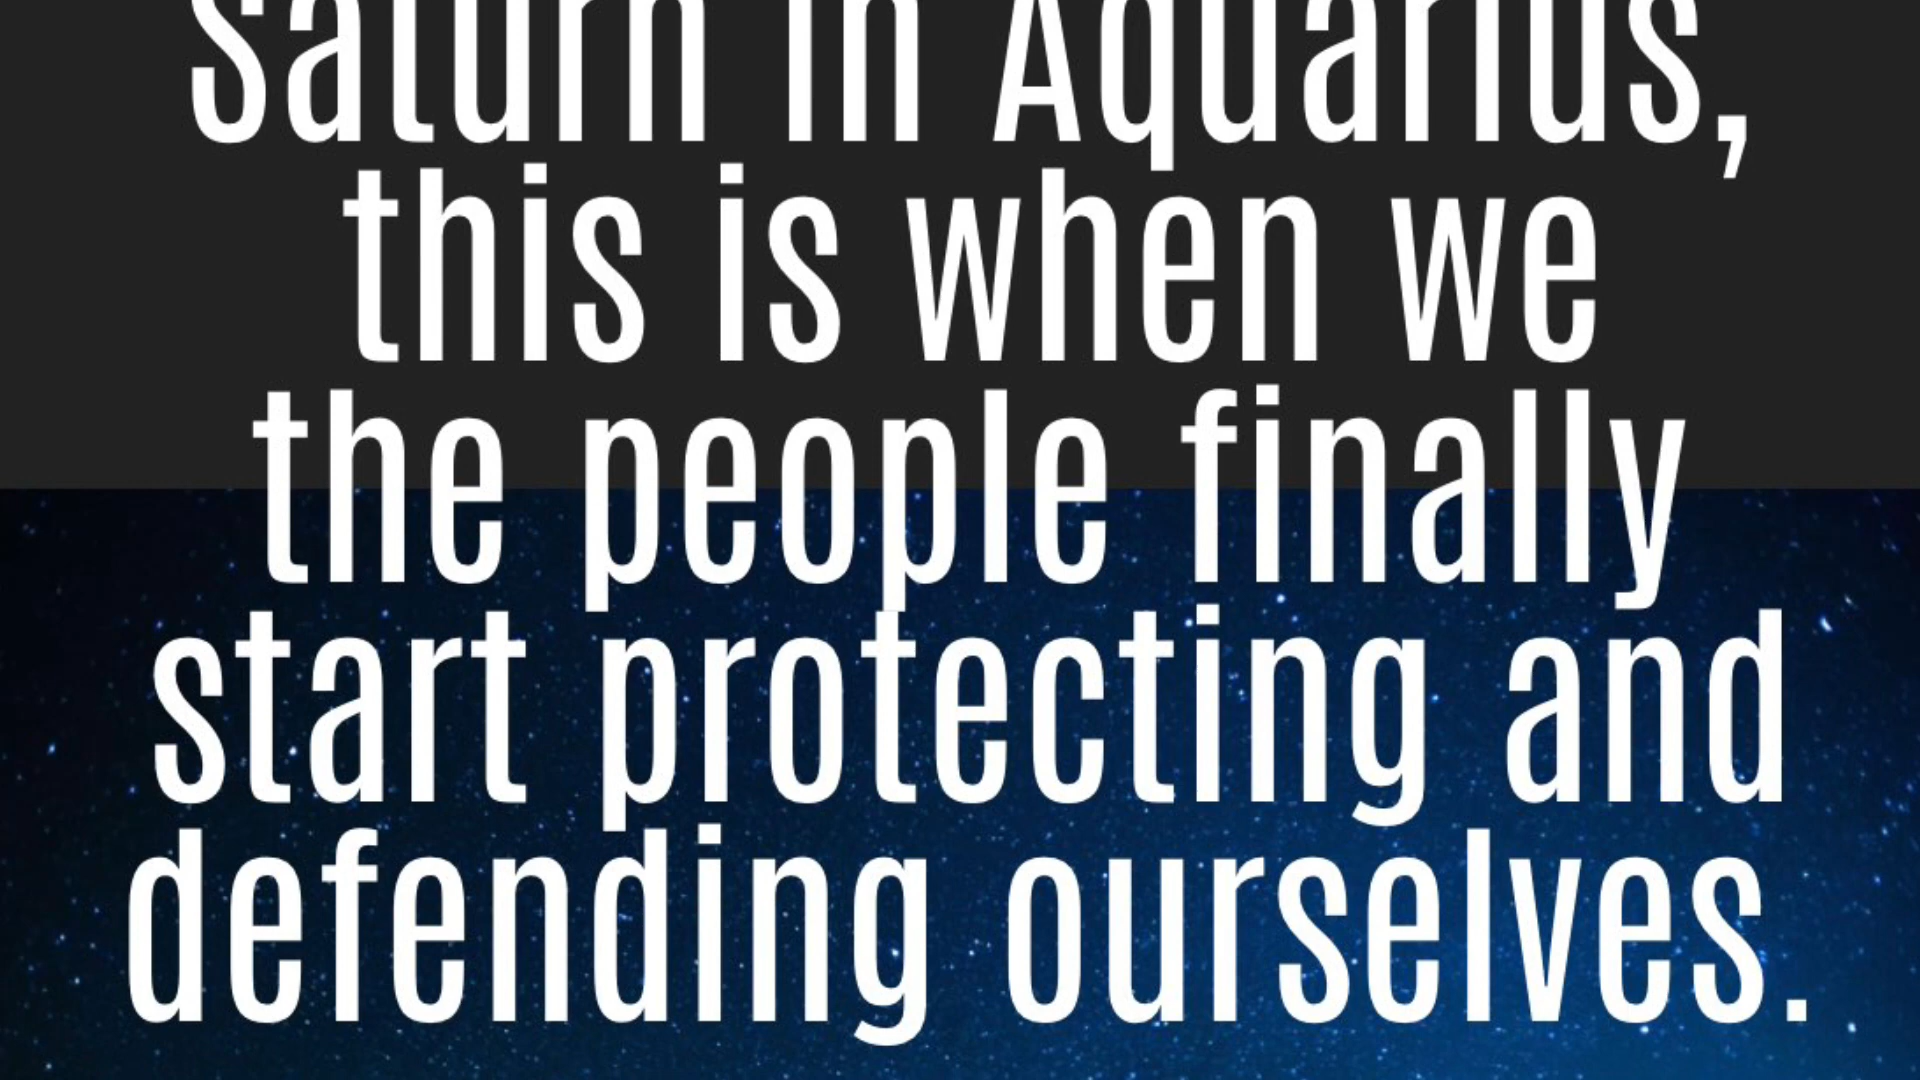 Saturn in Aquarius,
this is when we
the people finally
start protecting and
defending ourselves.